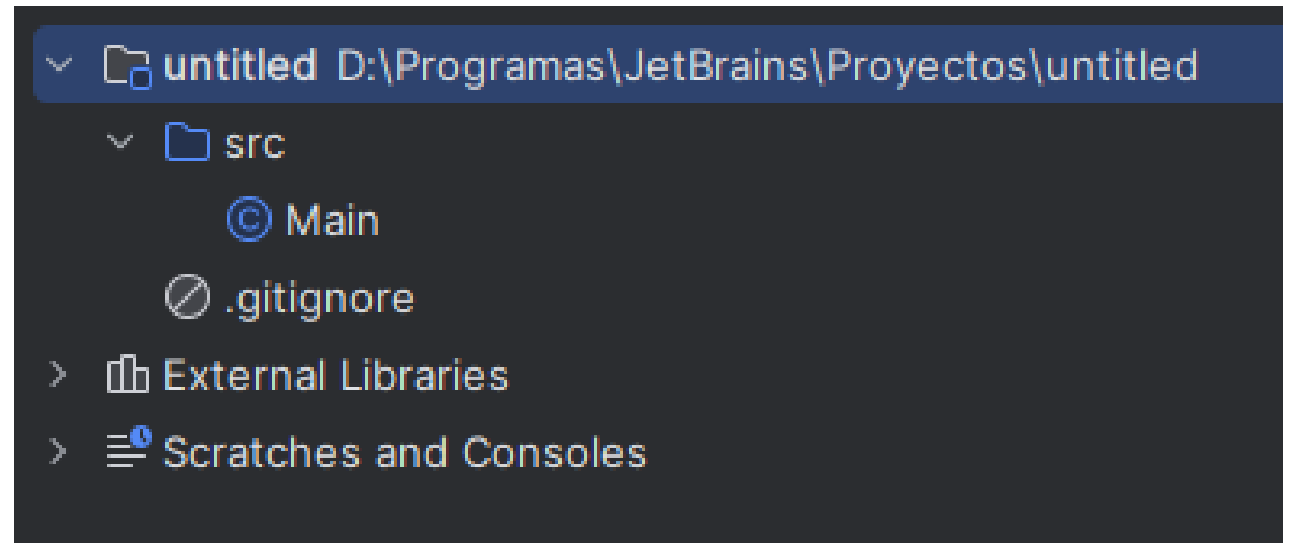 untitled D:\Programas\JetBrains\Proyectos\untitled
src
Main
.gitignore
External Libraries
Scratches and Consoles